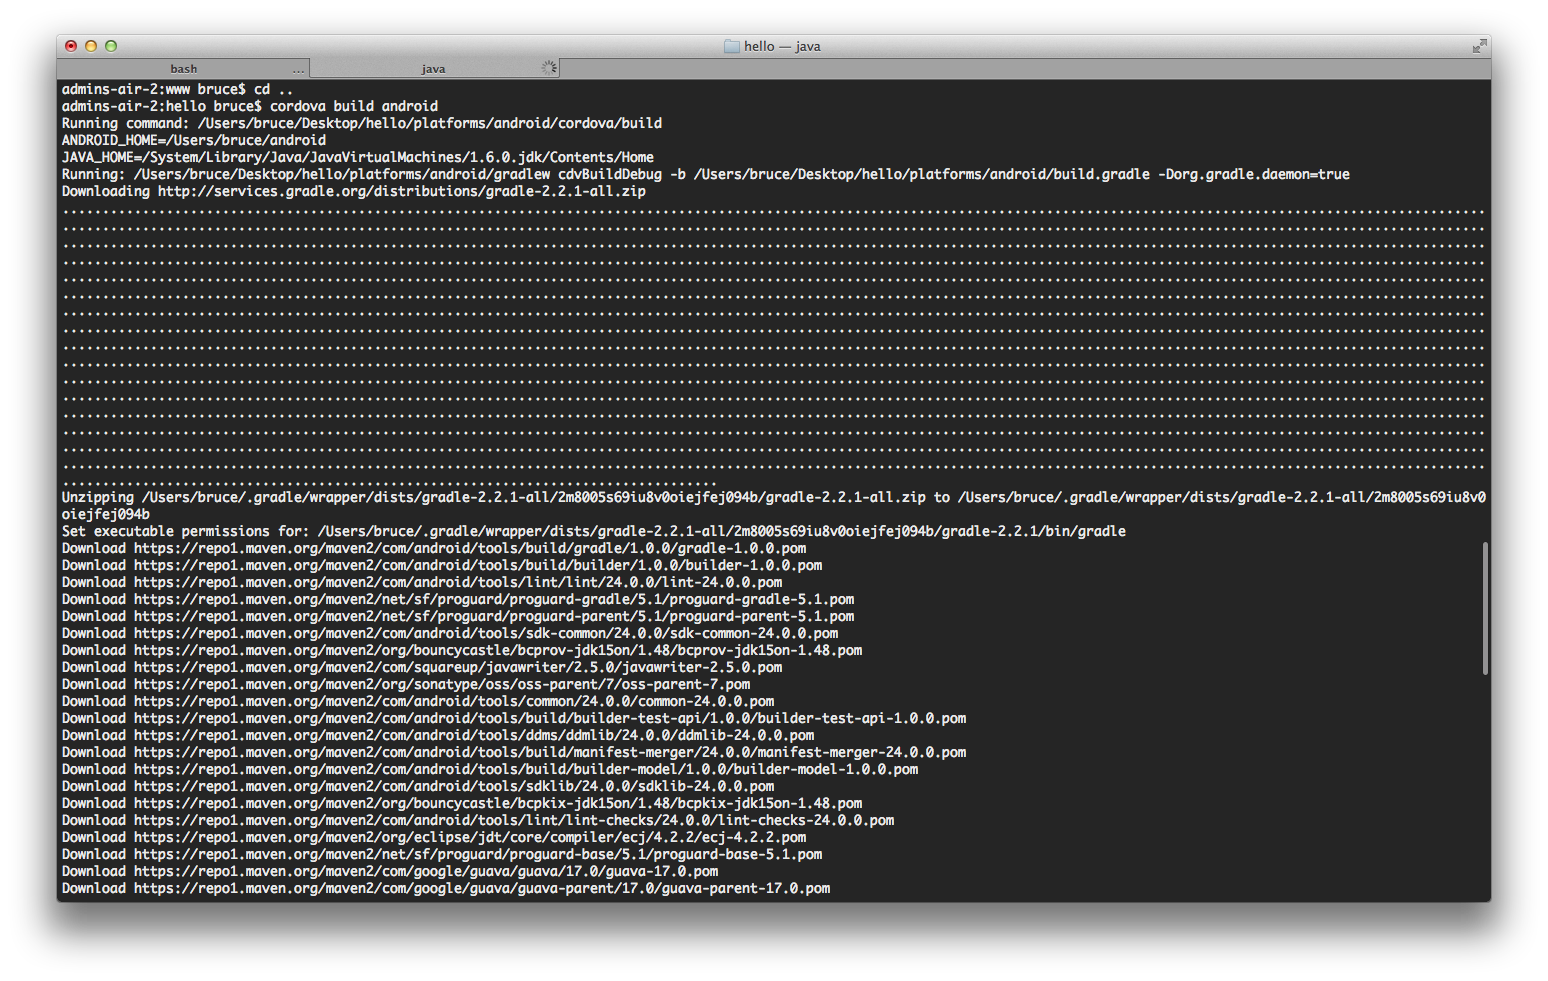 hello — java
bash ...
java
admins-air-2:www bruce$ cd ..
admins-air-2:hello bruce$ cordova build android
Running command: /Users/bruce/Desktop/hello/platforms/android/cordova/build
ANDROID_HOME=/Users/bruce/android
JAVA_HOME=/System/Library/Java/JavaVirtualMachines/1.6.0.jdk/Contents/Home
Running: /Users/bruce/Desktop/hello/platforms/android/gradlew cdvBuildDebug -b /Users/bruce/Desktop/hello/platforms/android/build.gradle -Dorg.gradle.daemon=true
Downloading http://services.gradle.org/distributions/gradle-2.2.1-all.zip
Unzipping /Users/bruce/.gradle/wrapper/dists/gradle-2.2.1-all/2m8005s69iu8v0oiejfej094b/gradle-2.2.1-all.zip to /Users/bruce/.gradle/wrapper/dists/gradle-2.2.1-all/2m8005s69iu8v0
oiejfej094b
Set executable permissions for: /Users/bruce/.gradle/wrapper/dists/gradle-2.2.1-all/2m8005s69iu8v0oiejfej094b/gradle-2.2.1/bin/gradle
Download https://repo1.maven.org/maven2/com/android/tools/build/gradle/1.0.0/gradle-1.0.0.pom
Download https://repo1.maven.org/maven2/com/android/tools/build/builder/1.0.0/builder-1.0.0.pom
Download https://repo1.maven.org/maven2/com/android/tools/lint/lint/24.0.0/lint-24.0.0.pom
Download https://repo1.maven.org/maven2/net/sf/proguard/proguard-gradle/5.1/proguard-gradle-5.1.pom
Download https://repo1.maven.org/maven2/net/sf/proguard/proguard-parent/5.1/proguard-parent-5.1.pom
Download https://repo1.maven.org/maven2/com/android/tools/sdk-common/24.0.0/sdk-common-24.0.0.pom
Download https://repo1.maven.org/maven2/org/bouncycastle/bcprov-jdk15on/1.48/bcprov-jdk15on-1.48.pom
Download https://repo1.maven.org/maven2/com/squareup/javawriter/2.5.0/javawriter-2.5.0.pom
Download https://repo1.maven.org/maven2/org/sonatype/oss/oss-parent/7/oss-parent-7.pom
Download https://repo1.maven.org/maven2/com/android/tools/common/24.0.0/common-24.0.0.pom
Download https://repo1.maven.org/maven2/com/android/tools/build/builder-test-api/1.0.0/builder-test-api-1.0.0.pom
Download https://repo1.maven.org/maven2/com/android/tools/ddms/ddmlib/24.0.0/ddmlib-24.0.0.pom
Download https://repo1.maven.org/maven2/com/android/tools/build/manifest-merger/24.0.0/manifest-merger-24.0.0.pom
Download https://repo1.maven.org/maven2/com/android/tools/build/builder-model/1.0.0/builder-model-1.0.0.pom
Download https://repo1.maven.org/maven2/com/android/tools/sdklib/24.0.0/sdklib-24.0.0.pom
Download https://repo1.maven.org/maven2/org/bouncycastle/bcpkix-jdk15on/1.48/bcpkix-jdk15on-1.48.pom
Download https://repo1.maven.org/maven2/com/android/tools/lint/lint-checks/24.0.0/lint-checks-24.0.0.pom
Download https://repo1.maven.org/maven2/org/eclipse/jdt/core/compiler/ecj/4.2.2/ecj-4.2.2.pom
Download https://repo1.maven.org/maven2/net/sf/proguard/proguard-base/5.1/proguard-base-5.1.pom
Download https://repo1.maven.org/maven2/com/google/guava/guava/17.0/guava-17.0.pom
Download https://repo1.maven.org/maven2/com/google/guava/guava-parent/17.0/guava-parent-17.0.pom